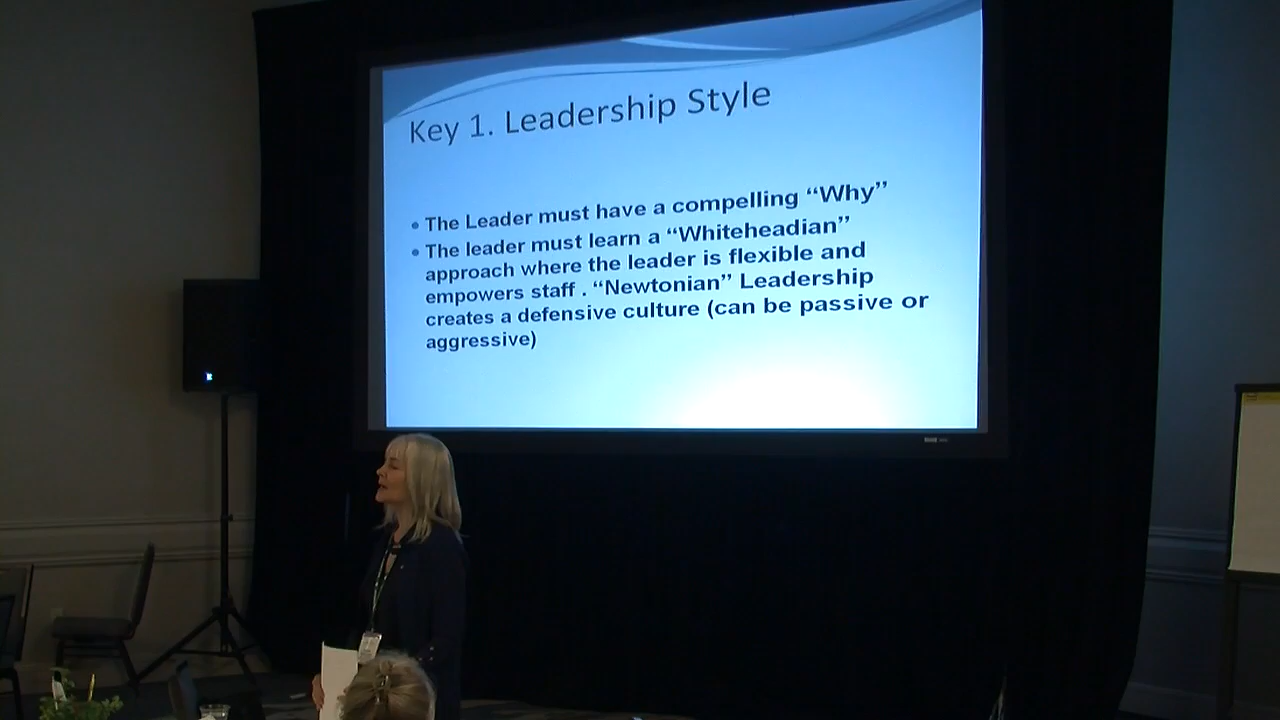 Key 1. Leadership Style
• The Leader must have a compelling “Why”
• The leader must learn a “Whiteheadian”
approach where the leader is flexible and
empowers staff . “Newtonian” Leadership
creates a defensive culture (can be passive or
aggressive)